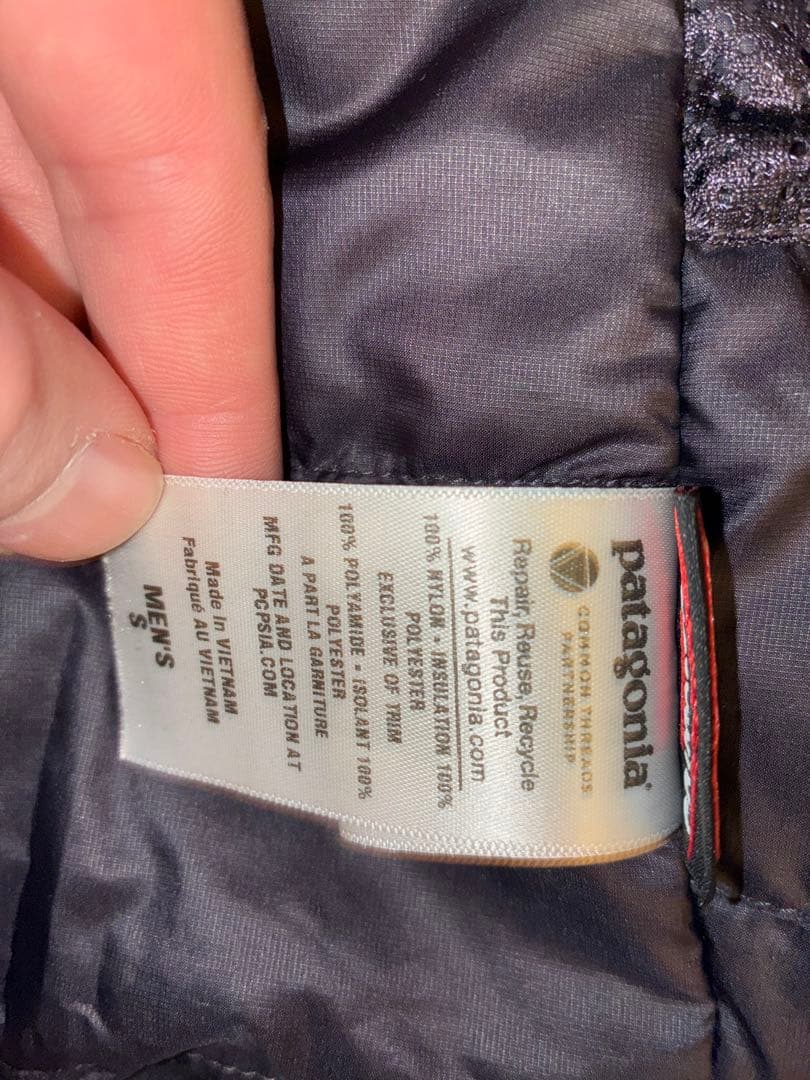 patagonia®
COMMON THREADS
PARTNERSHIP
Repair, Reuse, Recycle
This Product
www.patagonia.com
100% NYLON • INSULATION 100%
POLYESTER
EXCLUSIVE OF TRIM
100% POLYAMIDE • ISOLANT 100%
POLYESTER
A PART LA GARNITURE
MFG DATE AND LOCATION AT
PCPSIA.COM
Made in VIETNAM
Fabriqué AU VIETNAM
MEN'S
S